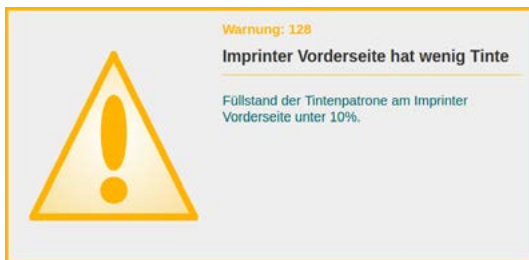 Warnung: 128
Imprinter Vorderseite hat wenig Tinte
Füllstand der Tintenpatrone am Imprinter
Vorderseite unter 10%.